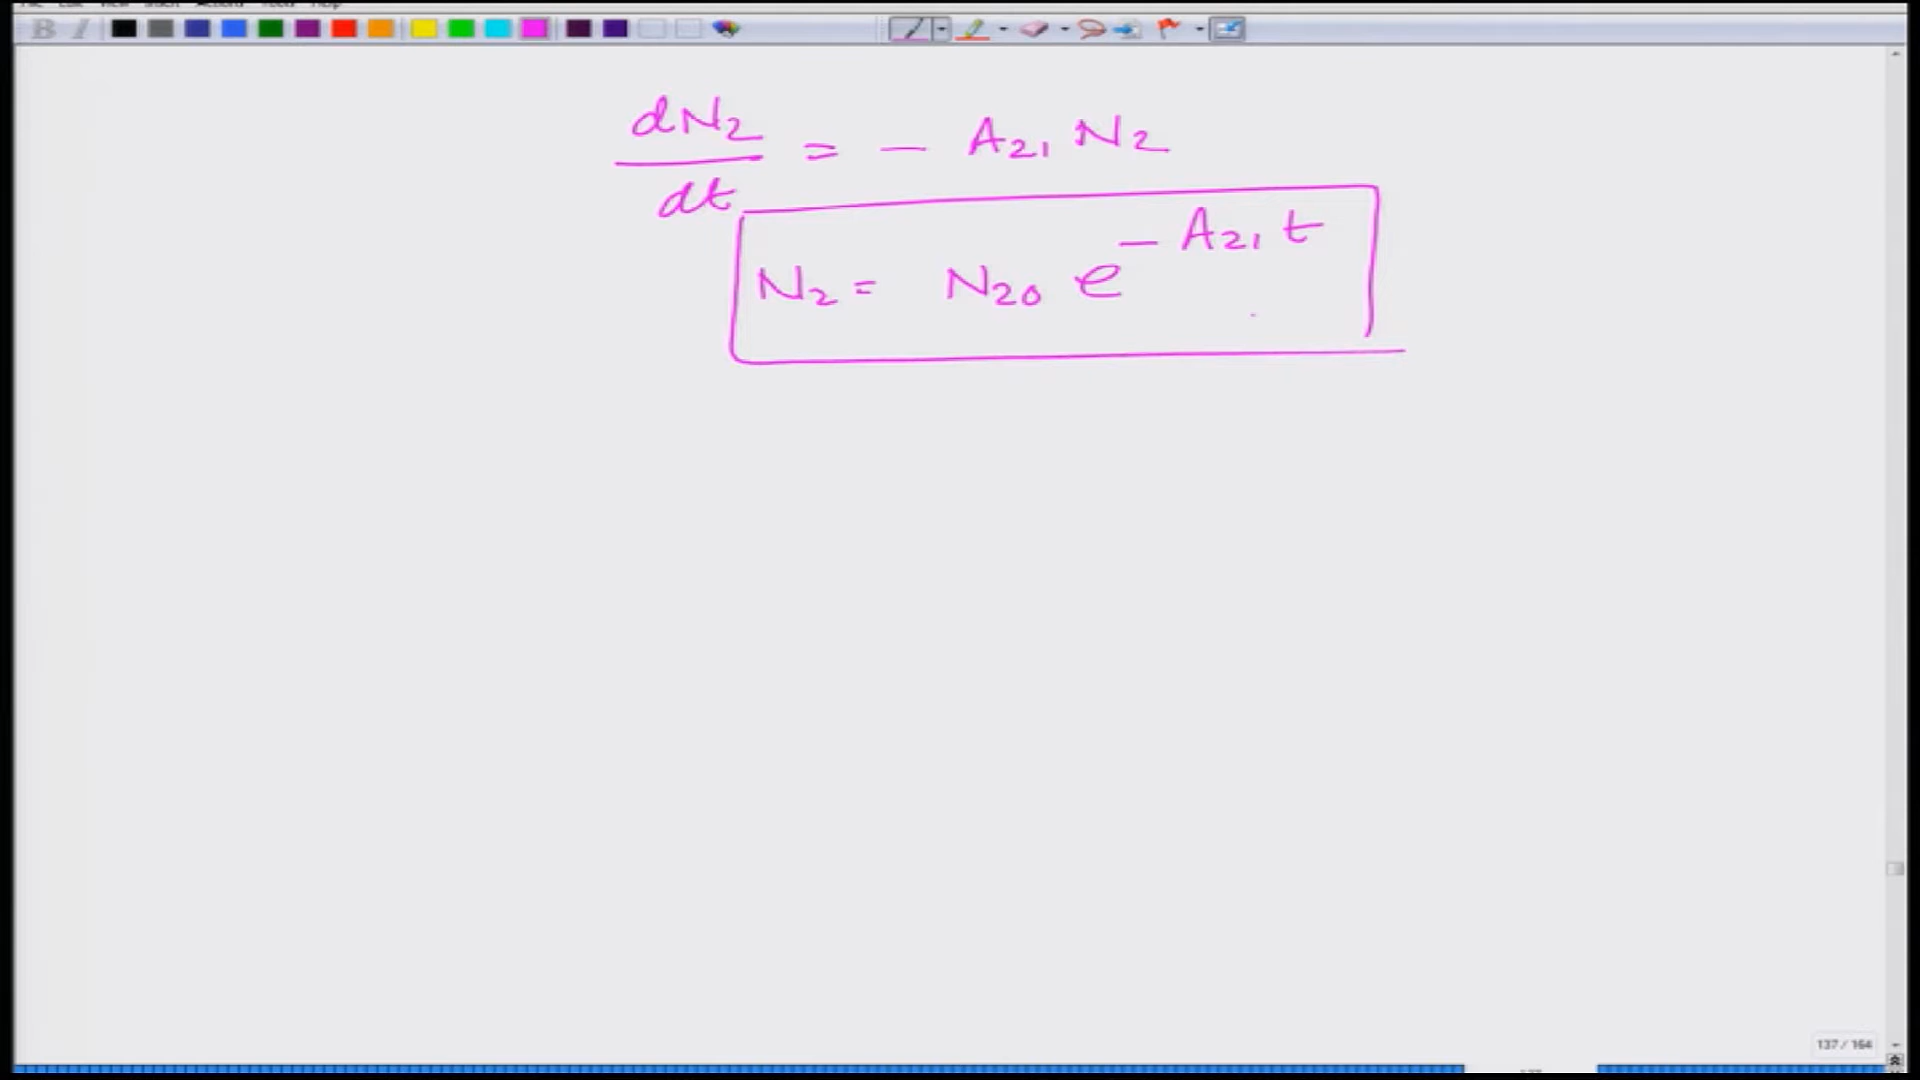 dN₂/dt = - A₂₁ N₂
N₂ = N₂₀ e^{- A₂₁ t}
137 / 164